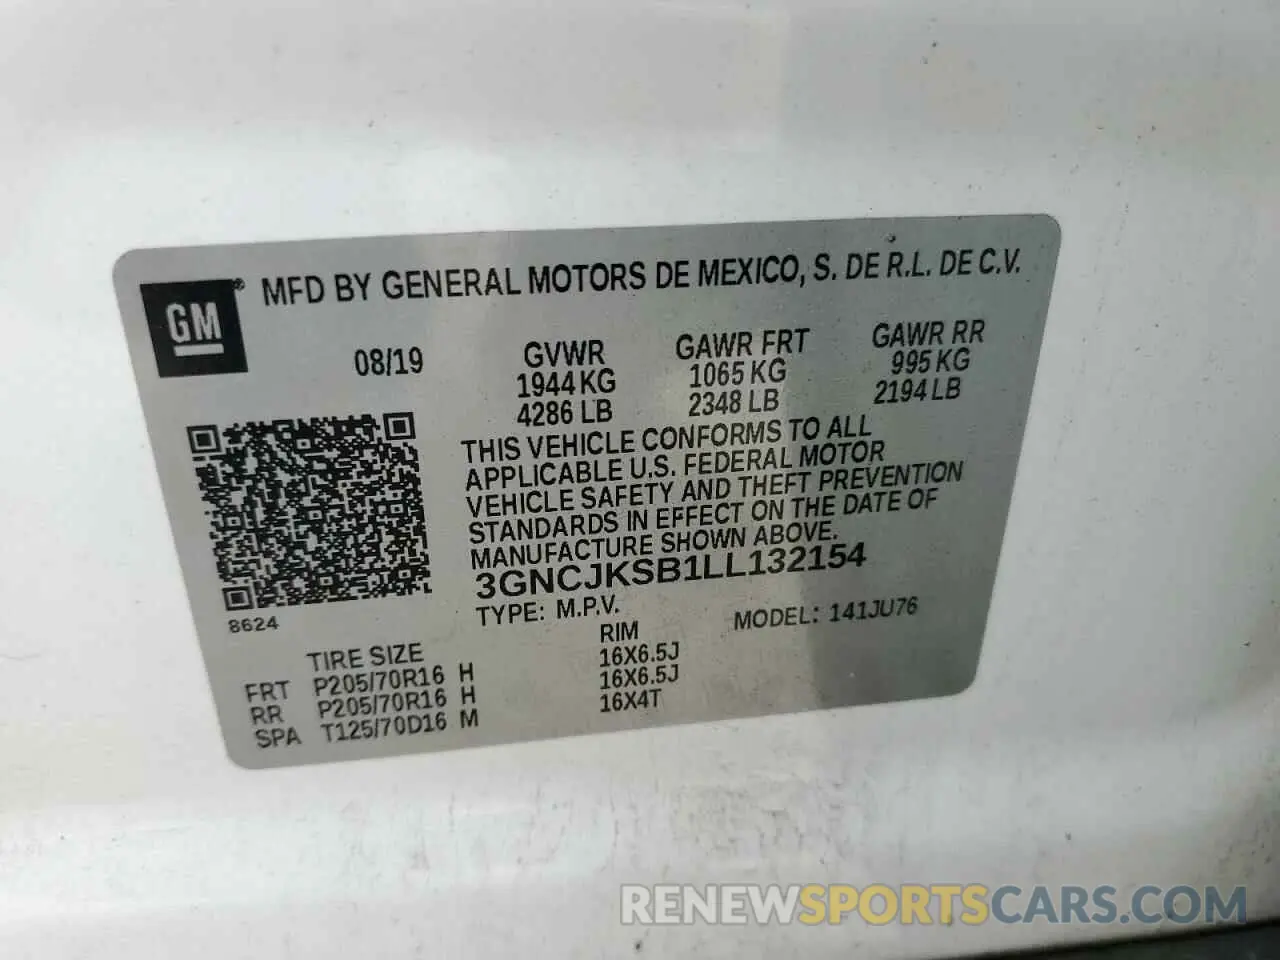 GM® MFD BY GENERAL MOTORS DE MEXICO, S. DE R.L. DE C.V.
08/19 GVWR GAWR FRT GAWR RR
1944 KG 1065 KG 995 KG
4286 LB 2348 LB 2194 LB
THIS VEHICLE CONFORMS TO ALL
APPLICABLE U.S. FEDERAL MOTOR
VEHICLE SAFETY AND THEFT PREVENTION
STANDARDS IN EFFECT ON THE DATE OF
MANUFACTURE SHOWN ABOVE.
3GNCJKSB1LL132154
8624 TYPE: M.P.V. MODEL: 141JU76
TIRE SIZE RIM
FRT P205/70R16 H 16X6.5J
RR P205/70R16 H 16X6.5J
SPA T125/70D16 M 16X4T
RENEWSPORTSCARS.COM